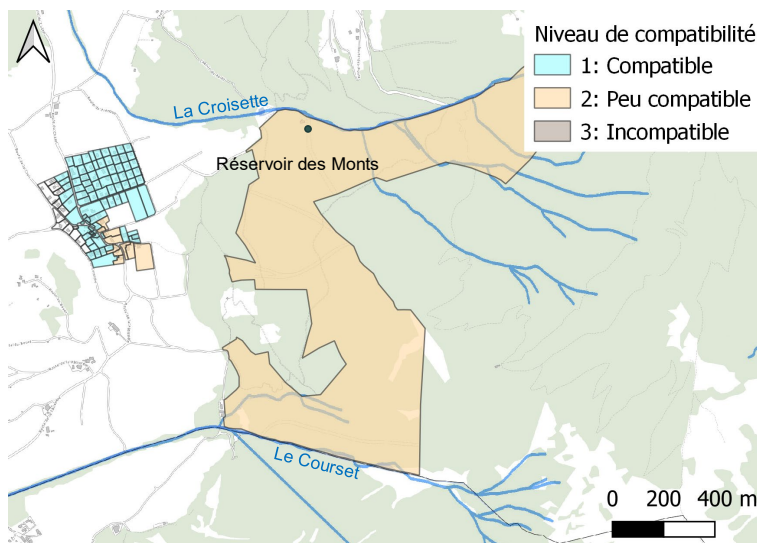 Niveau de compatibilité
1: Compatible
2: Peu compatible
3: Incompatible
La Croisette
Réservoir des Monts
Le Courset
0 200 400 m